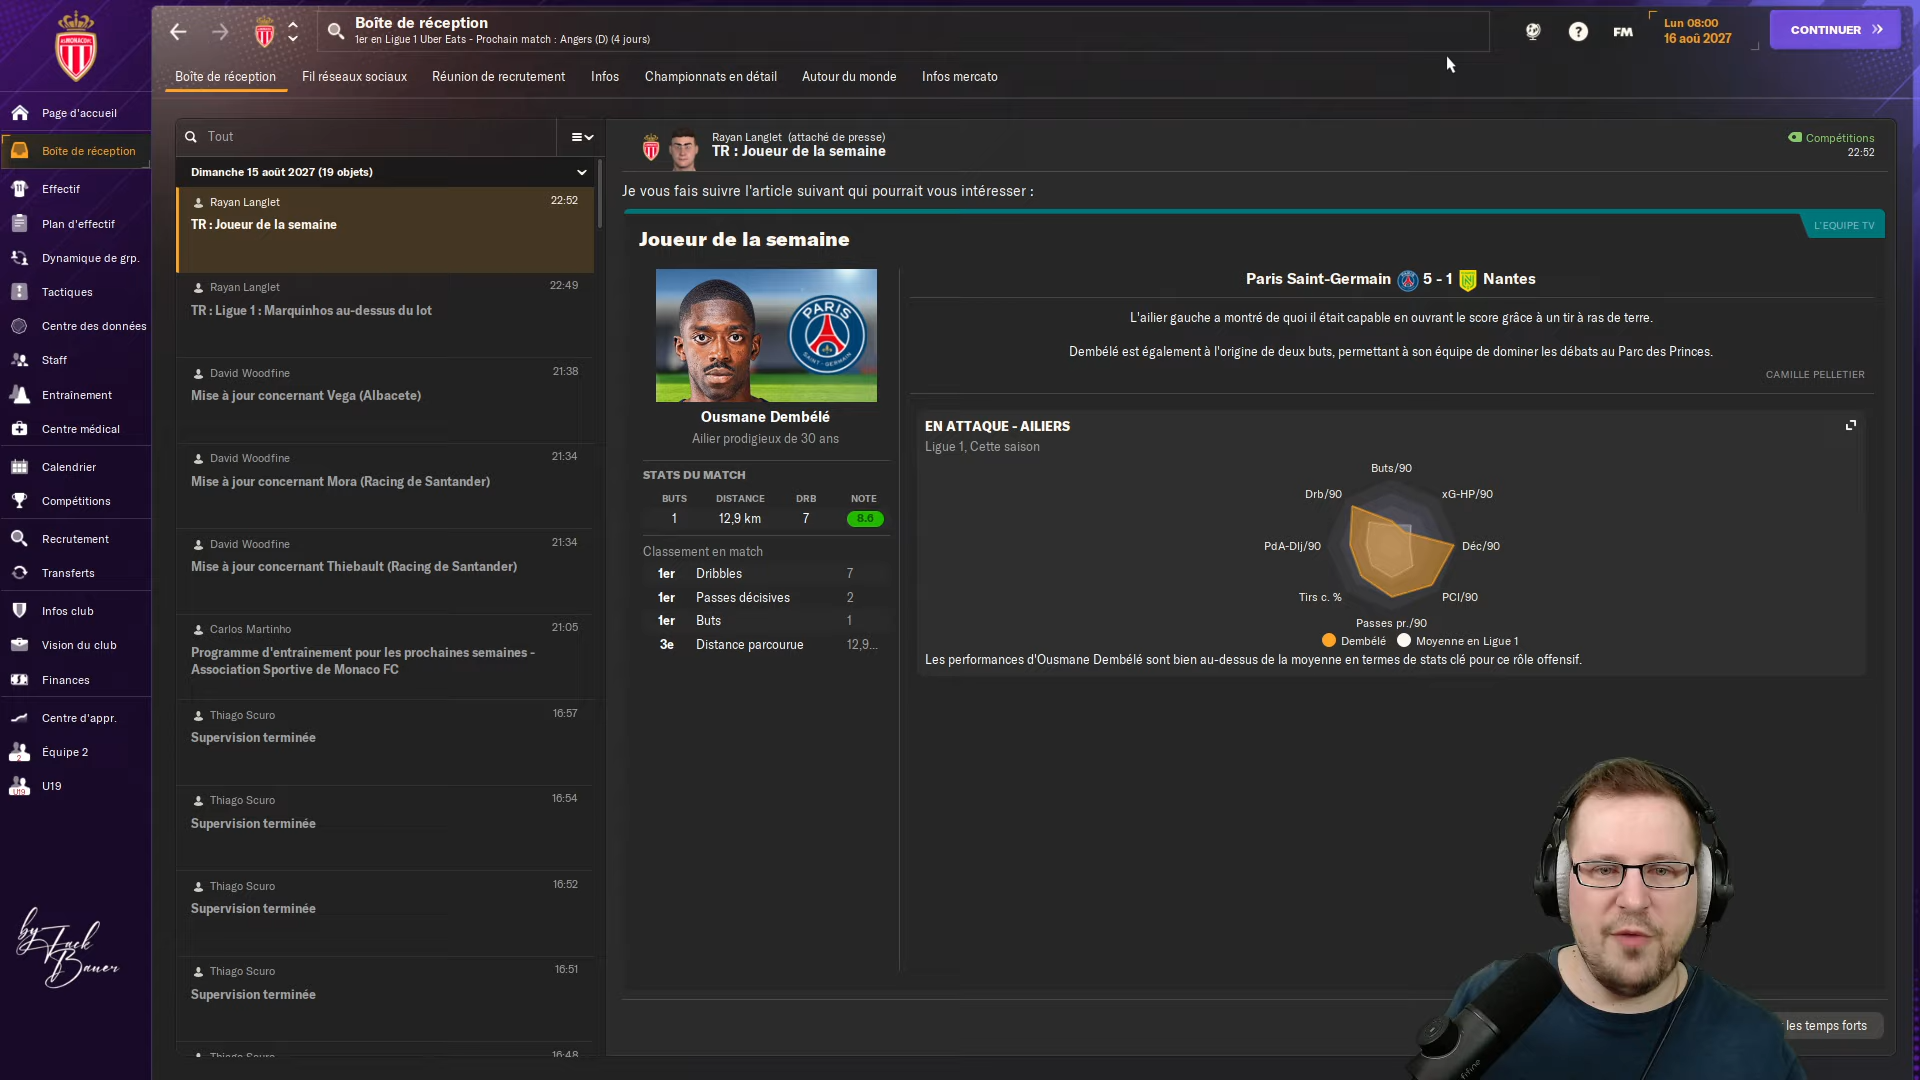 Boîte de réception
1er en Ligue 1 Uber Eats - Prochain match : Angers (D) (4 jours)
FM
Lun 08:00
16 aoû 2027
CONTINUER
Boîte de réception
Fil réseaux sociaux
Réunion de recrutement
Infos
Championnats en détail
Autour du monde
Infos mercato
Page d'accueil
Boîte de réception
Effectif
Plan d'effectif
Dynamique de grp.
Tactiques
Centre des données
Staff
Entraînement
Centre médical
Calendrier
Compétitions
Recrutement
Transferts
Infos club
Vision du club
Finances
Centre d'appr.
Équipe 2
U19
by Jack
Bauer
Tout
Dimanche 15 août 2027 (19 objets)
Rayan Langlet 22:52
TR : Joueur de la semaine
Rayan Langlet 22:49
TR : Ligue 1 : Marquinhos au-dessus du lot
David Woodfine 21:38
Mise à jour concernant Vega (Albacete)
David Woodfine 21:34
Mise à jour concernant Mora (Racing de Santander)
David Woodfine 21:34
Mise à jour concernant Thiebault (Racing de Santander)
Carlos Martinho 21:05
Programme d'entrainement pour les prochaines semaines -
Association Sportive de Monaco FC
Thiago Scuro 16:57
Supervision terminée
Thiago Scuro 16:54
Supervision terminée
Thiago Scuro 16:52
Supervision terminée
Thiago Scuro 16:51
Supervision terminée
Thiago Scuro 16:48
Rayan Langlet (attaché de presse)
TR : Joueur de la semaine
Compétitions
22:52
Je vous fais suivre l'article suivant qui pourrait vous intéresser :
L'EQUIPE TV
Joueur de la semaine
PARIS
SAINT-GERMAIN
Ousmane Dembélé
Ailier prodigieux de 30 ans
STATS DU MATCH
BUTS DISTANCE DRB NOTE
1 12,9 km 7 8.6
Classement en match
1er Dribbles 7
1er Passes décisives 2
1er Buts 1
3e Distance parcourue 12,9...
Paris Saint-Germain 5 - 1 Nantes
L'ailier gauche a montré de quoi il était capable en ouvrant le score grâce à un tir à ras de terre.
Dembélé est également à l'origine de deux buts, permettant à son équipe de dominer les débats au Parc des Princes.
CAMILLE PELLETIER
EN ATTAQUE - AILIERS
Ligue 1, Cette saison
Buts/90
Drb/90
xG-HP/90
PdA-DIj/90
Déc/90
Tirs c. %
PCl/90
Passes pr./90
Dembélé
Moyenne en Ligue 1
Les performances d'Ousmane Dembélé sont bien au-dessus de la moyenne en termes de stats clé pour ce rôle offensif.
les temps forts